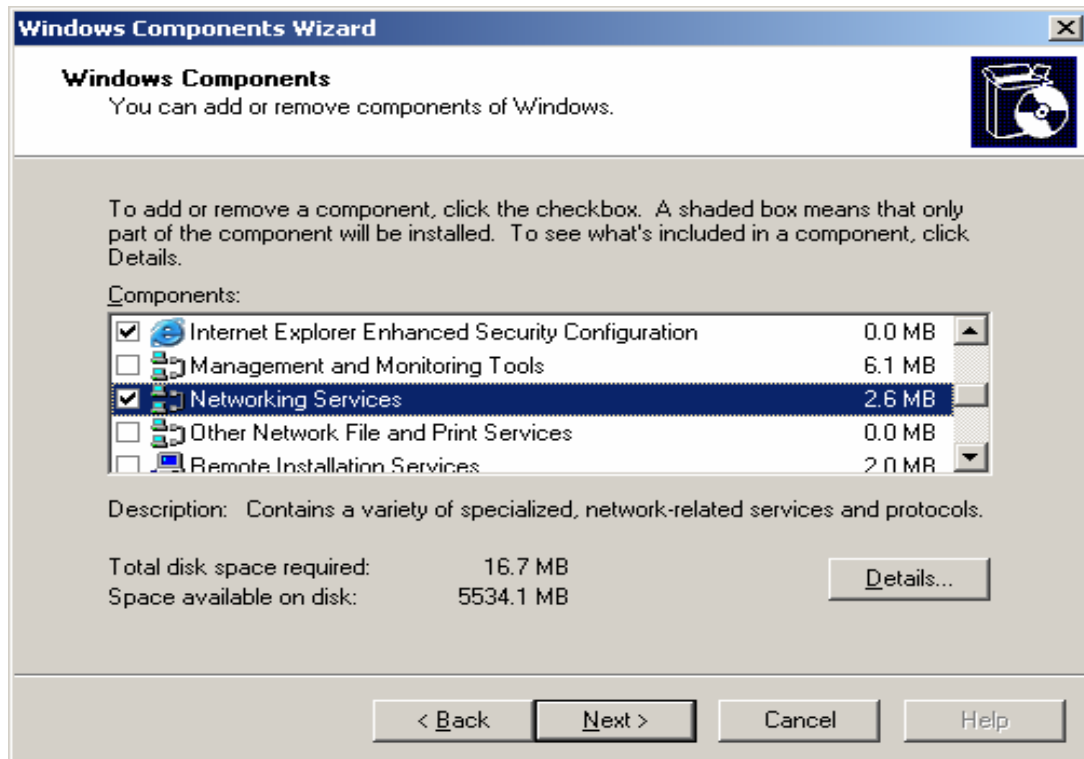 Windows Components Wizard
Windows Components
You can add or remove components of Windows.
To add or remove a component, click the checkbox. A shaded box means that only
part of the component will be installed. To see what's included in a component, click
Details.
Components:
Internet Explorer Enhanced Security Configuration 0.0 MB
Management and Monitoring Tools 6.1 MB
Networking Services 2.6 MB
Other Network File and Print Services 0.0 MB
Remote Installation Services 2.0 MB
Description: Contains a variety of specialized, network-related services and protocols.
Total disk space required: 16.7 MB
Space available on disk: 5534.1 MB
Details...
< Back Next > Cancel Help